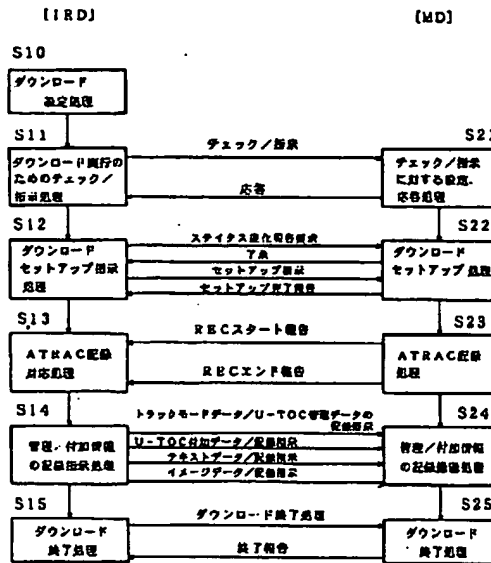 [IRD]
[MD]
S10
ダウンロード
設定処理
S11
S21
ダウンロード実行の
ためのチェック/
指示処理
チェック/指示
応答
チェック/指示
に対する設定、
応答処理
S12
S22
ダウンロード
セットアップ指示
処理
ステイタス変化報告要求
了承
セットアップ指示
セットアップ完了報告
ダウンロード
セットアップ処理
S13
S23
ATRAC記録
対応処理
RECスタート報告
RECエンド報告
ATRAC記録
処理
S14
S24
管理/付加情報
の記録指示処理
トラックモードデータ/U-TOC管理データの
記録指示
U-TOC付加データ/記録指示
テキストデータ/記録指示
イメージデータ/記録指示
管理/付加情報
の記録
S15
S25
ダウンロード
終了処理
ダウンロード終了処理
終了報告
ダウンロード
終了処理